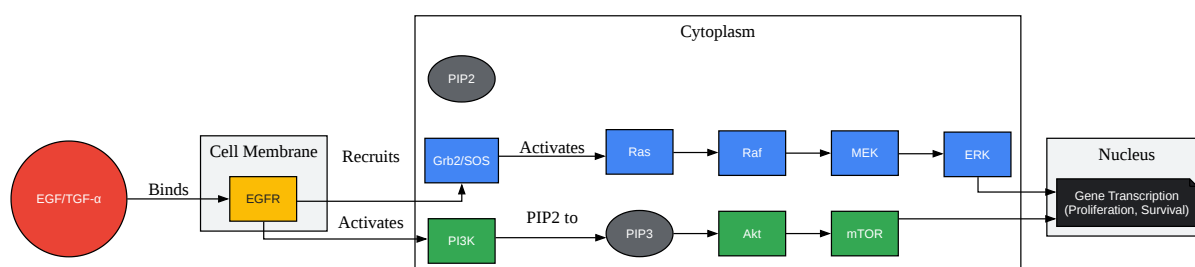 Cytoplasm
PIP2
Cell Membrane
Recruits
Grb2/SOS
Activates
Ras
Raf
MEK
ERK
Nucleus
EGF/TGF-α
Binds
EGFR
Gene Transcription
(Proliferation, Survival)
Activates
PI3K
PIP2 to
PIP3
Akt
mTOR